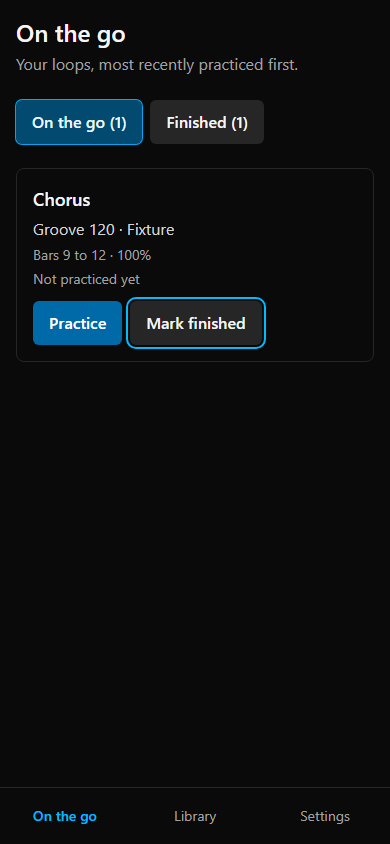 On the go
Your loops, most recently practiced first.
On the go (1)
Finished (1)
Chorus
Groove 120 · Fixture
Bars 9 to 12 · 100%
Not practiced yet
Practice
Mark finished
On the go
Library
Settings